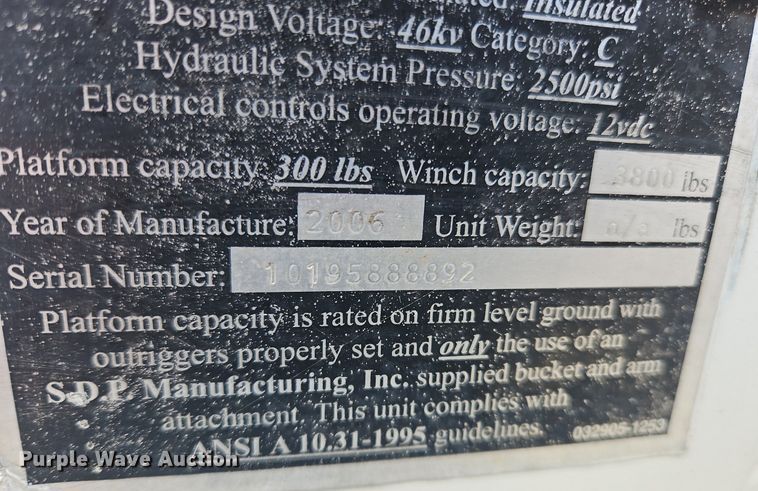 Insulated
Design Voltage: 46kv Category: C
Hydraulic System Pressure: 2500psi
Electrical controls operating voltage: 12vdc
Platform capacity: 300 lbs Winch capacity: 3800 lbs
Year of Manufacture: 2006 Unit Weight: n/a lbs
Serial Number: 10195888892
Platform capacity is rated on firm level ground with
outriggers properly set and only the use of an
S.D.P. Manufacturing, Inc. supplied bucket and arm
attachment. This unit complies with
ANSI A 10.31-1995 guidelines. 032905-1253
Purple Wave Auction